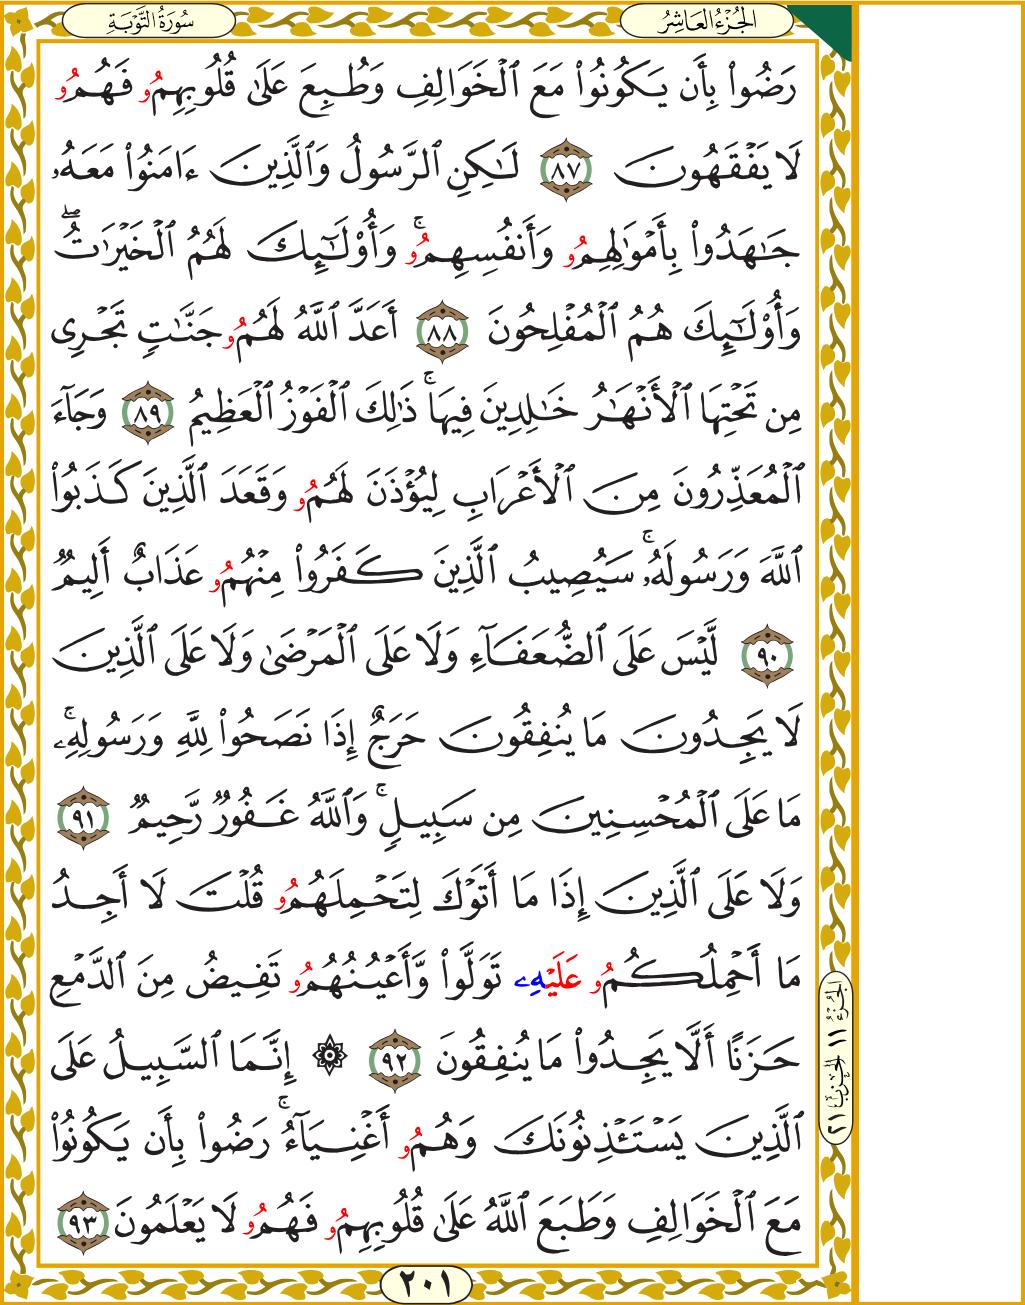 الجُزْءُ العَاشِرُ
سُورَةُ التَّوْبَةِ
رَضُوا۟ بِأَن يَكُونُوا۟ مَعَ ٱلْخَوَالِفِ وَطُبِعَ عَلَىٰ قُلُوبِهِمُۥ فَهُمُۥ
لَا يَفْقَهُونَ ٨٧ لَٰكِنِ ٱلرَّسُولُ وَٱلَّذِينَ ءَامَنُوا۟ مَعَهُۥ
جَٰهَدُوا۟ بِأَمْوَٰلِهِمُۥ وَأَنفُسِهِمُۥۚ وَأُو۟لَٰٓئِكَ لَهُمُ ٱلْخَيْرَٰتُۖ
وَأُو۟لَٰٓئِكَ هُمُ ٱلْمُفْلِحُونَ ٨٨ أَعَدَّ ٱللَّهُ لَهُمُۥ جَنَّٰتٍ تَجْرِى
مِن تَحْتِهَا ٱلْأَنْهَٰرُ خَٰلِدِينَ فِيهَاۚ ذَٰلِكَ ٱلْفَوْزُ ٱلْعَظِيمُ ٨٩ وَجَآءَ
ٱلْمُعَذِّرُونَ مِنَ ٱلْأَعْرَابِ لِيُؤْذَنَ لَهُمُۥ وَقَعَدَ ٱلَّذِينَ كَذَبُوا۟
ٱللَّهَ وَرَسُولَهُۥۚ سَيُصِيبُ ٱلَّذِينَ كَفَرُوا۟ مِنْهُمُۥ عَذَابٌ أَلِيمٌ
٩٠ لَّيْسَ عَلَى ٱلضُّعَفَآءِ وَلَا عَلَى ٱلْمَرْضَىٰ وَلَا عَلَى ٱلَّذِينَ
لَا يَجِدُونَ مَا يُنفِقُونَ حَرَجٌ إِذَا نَصَحُوا۟ لِلَّهِ وَرَسُولِهِۦۚ
مَا عَلَى ٱلْمُحْسِنِينَ مِن سَبِيلٍۚ وَٱللَّهُ غَفُورٌ رَّحِيمٌ ٩١
وَلَا عَلَى ٱلَّذِينَ إِذَا مَا أَتَوْكَ لِتَحْمِلَهُمُۥ قُلْتَ لَا أَجِدُ
مَا أَحْمِلُكُمُۥ عَلَيْهِۦ تَوَلَّوا۟ وَّأَعْيُنُهُمُۥ تَفِيضُ مِنَ ٱلدَّمْعِ
حَزَنًا أَلَّا يَجِدُوا۟ مَا يُنفِقُونَ ٩٢ ۞ إِنَّمَا ٱلسَّبِيلُ عَلَى
ٱلَّذِينَ يَسْتَـْٔذِنُونَكَ وَهُمُۥ أَغْنِيَآءُۚ رَضُوا۟ بِأَن يَكُونُوا۟
مَعَ ٱلْخَوَالِفِ وَطَبَعَ ٱللَّهُ عَلَىٰ قُلُوبِهِمُۥ فَهُمُۥ لَا يَعْلَمُونَ ٩٣
الجُزْءُ ١١ الحِزْبُ ٢١
٢٠١